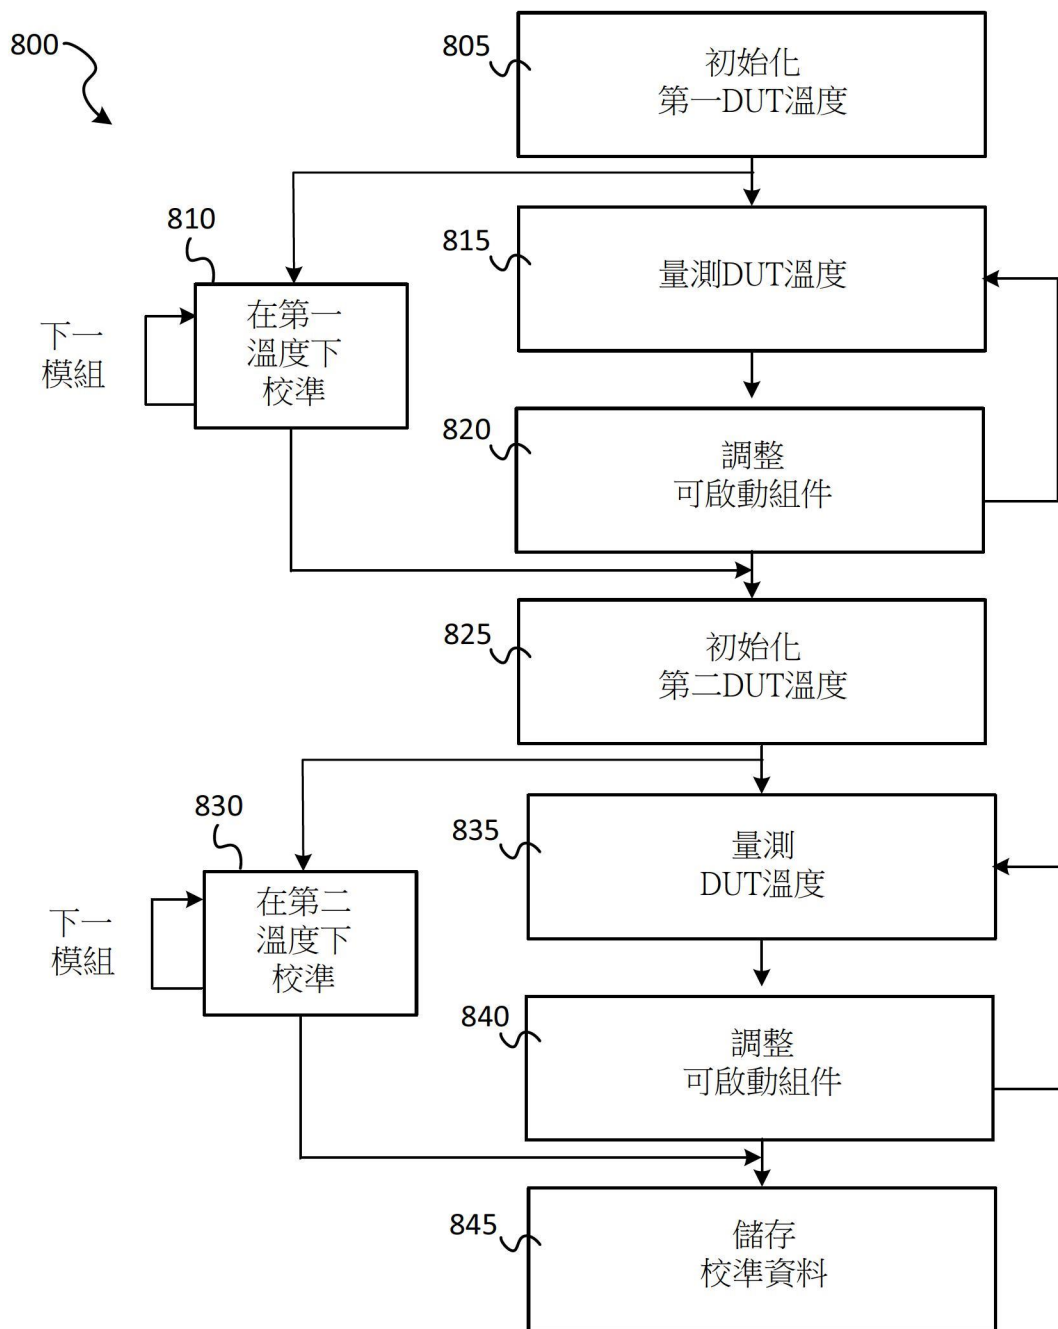 800
805
初始化
第一DUT溫度
810
在第一
溫度下
校準
下一
模組
815
量測DUT溫度
820
調整
可啟動組件
825
初始化
第二DUT溫度
830
在第二
溫度下
校準
下一
模組
835
量測
DUT溫度
840
調整
可啟動組件
845
儲存
校準資料